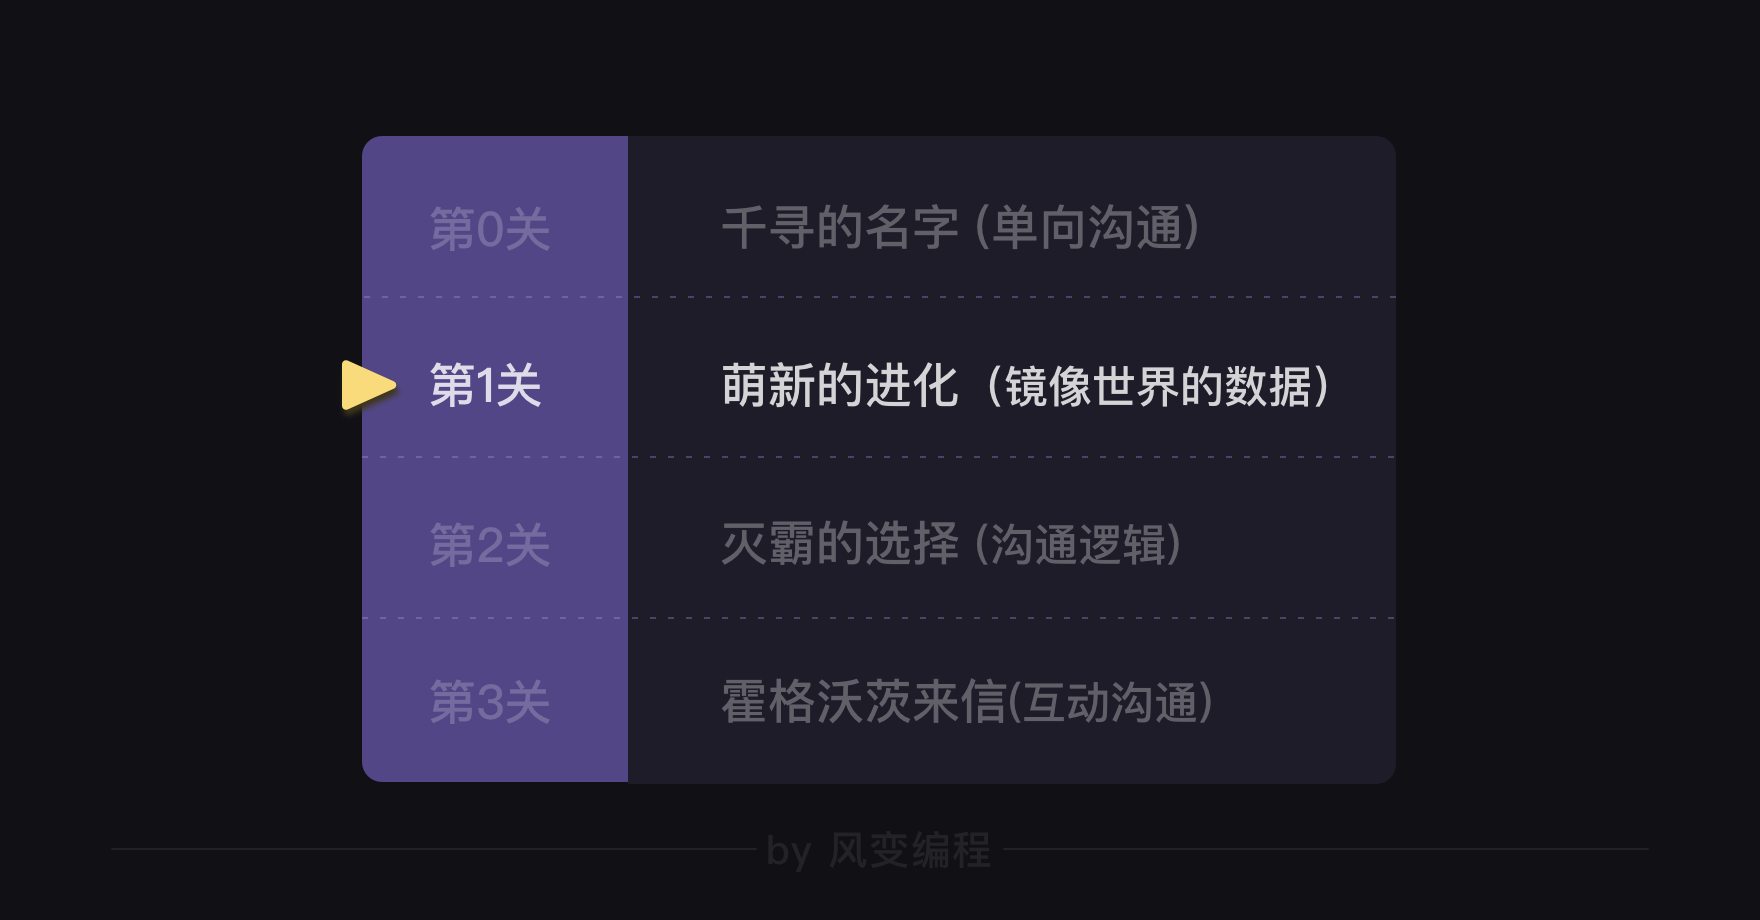 第0关 千寻的名字 (单向沟通)
第1关 萌新的进化（镜像世界的数据）
第2关 灭霸的选择 (沟通逻辑)
第3关 霍格沃茨来信(互动沟通)
by 风变编程